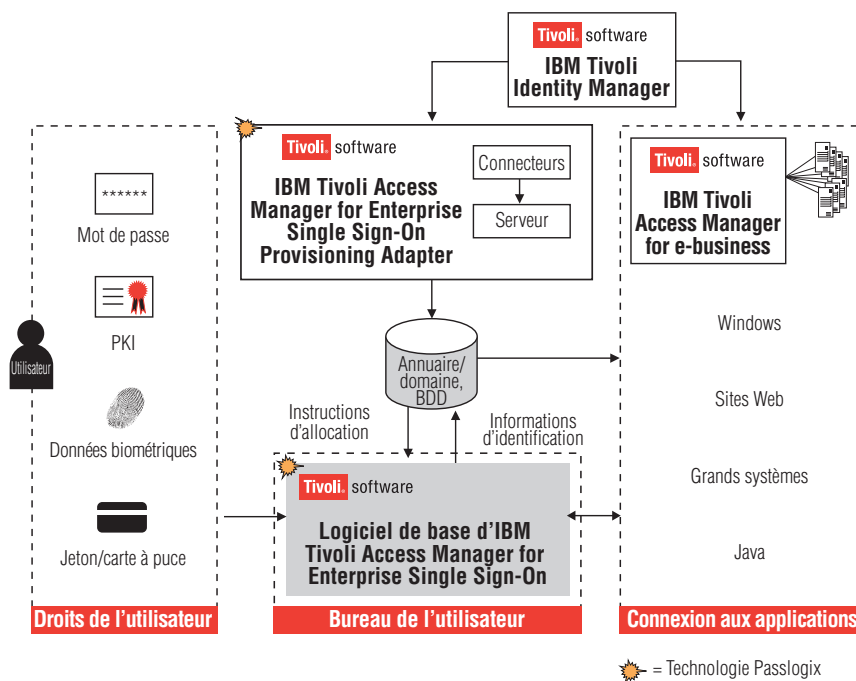 Tivoli. software
IBM Tivoli
Identity Manager
Tivoli. software
IBM Tivoli Access
Manager for Enterprise
Single Sign-On
Provisioning Adapter
Connecteurs
Serveur
Tivoli. software
IBM Tivoli
Access Manager
for e-business
******
Mot de passe
PKI
Utilisateur
Données biométriques
Jeton/carte à puce
Droits de l'utilisateur
Annuaire/
domaine,
BDD
Instructions
d'allocation
Informations
d'identification
Tivoli. software
Logiciel de base d'IBM
Tivoli Access Manager for
Enterprise Single Sign-On
Bureau de l'utilisateur
Windows
Sites Web
Grands systèmes
Java
Connexion aux applications
= Technologie Passlogix